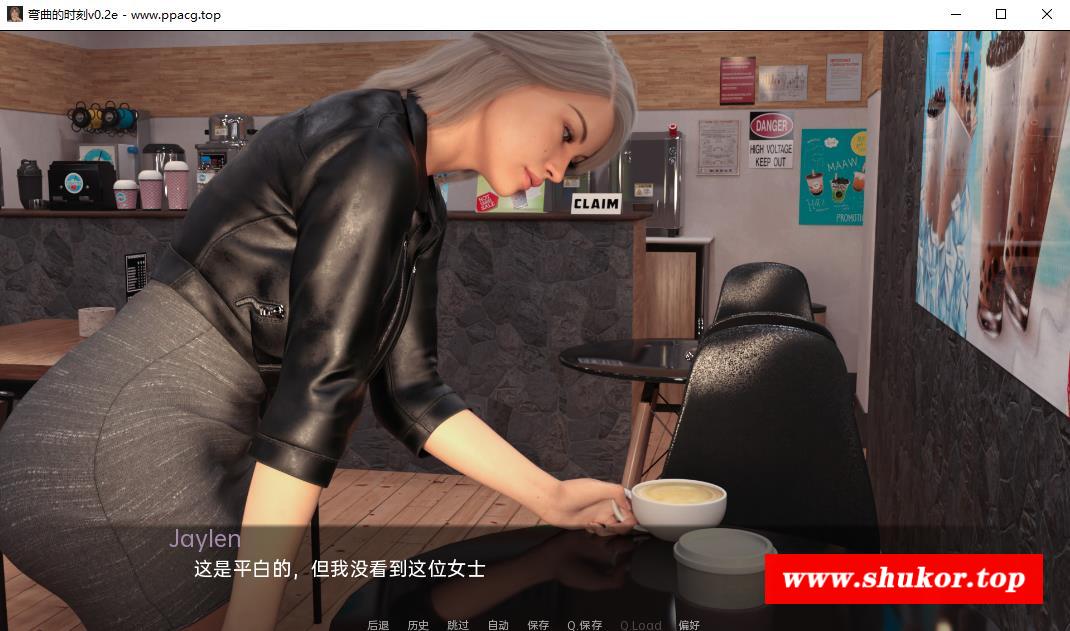 弯曲的时刻v0.2e - www.ppacg.top
DANGER
HIGH VOLTAGE
KEEP OUT
MAAW
CLAIM
PROMOTI
Jaylen
这是平白的，但我没看到这位女士
www.shukor.top
后退 历史 跳过 自动 保存 Q.保存 Q.Load 偏好